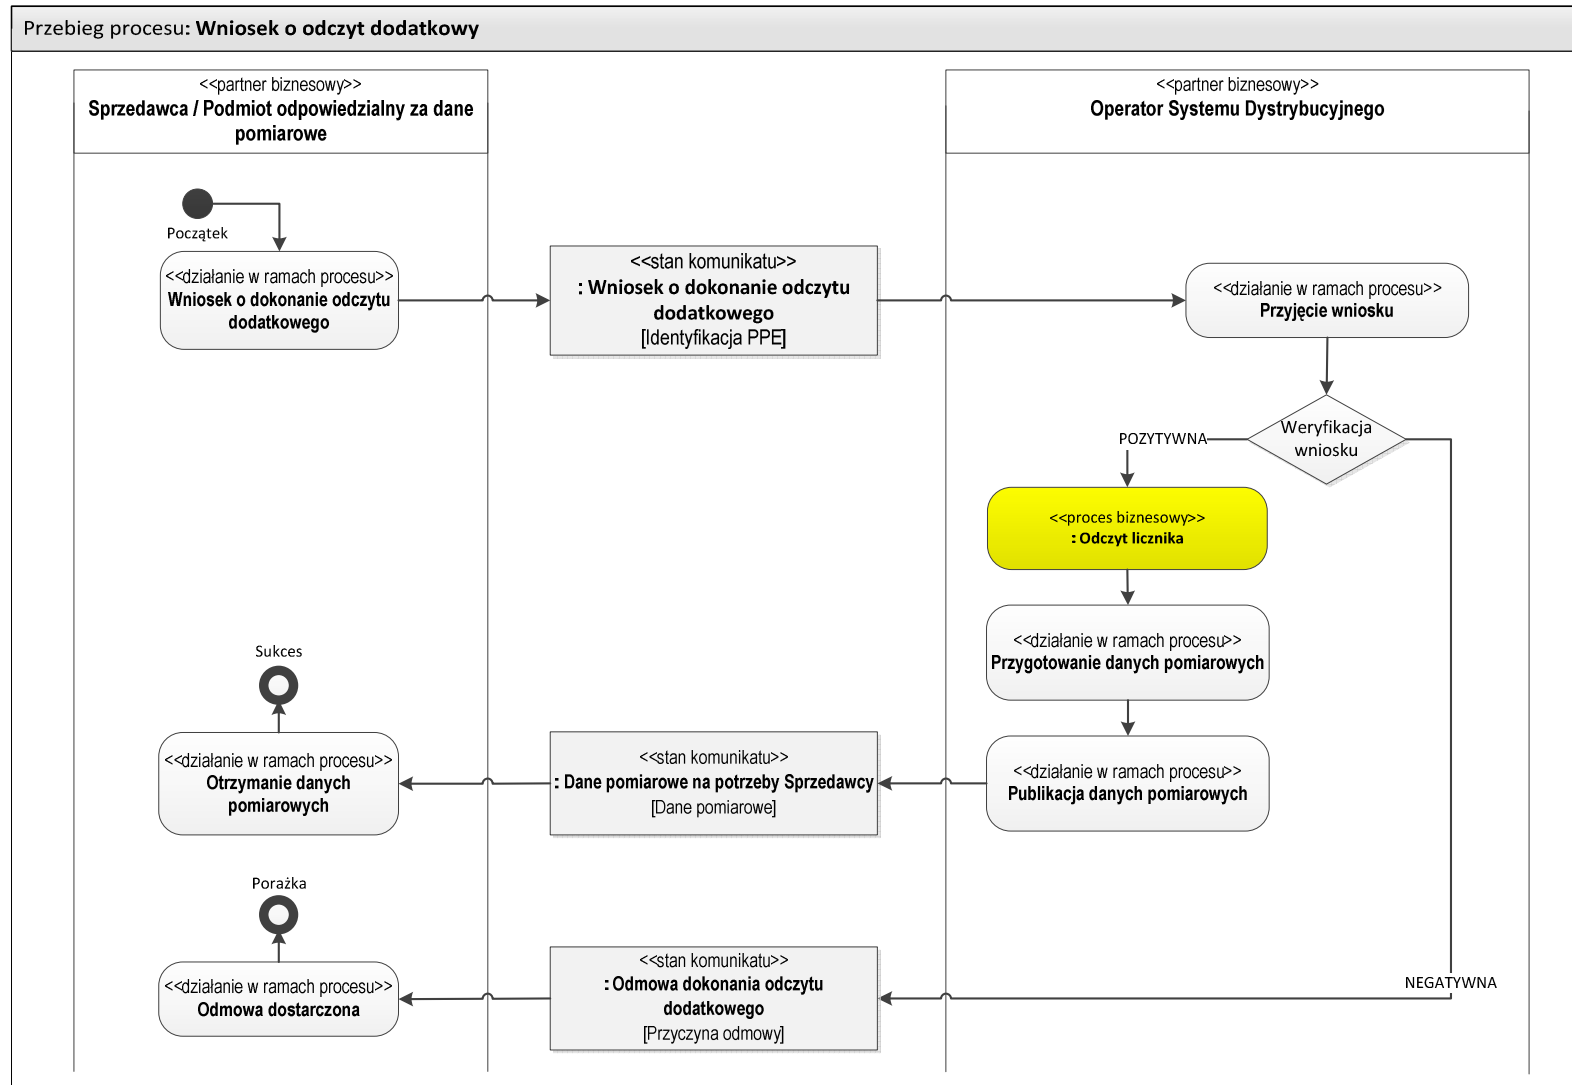 Przebieg procesu: Wniosek o odczyt dodatkowy
<<partner biznesowy>>
Sprzedawca / Podmiot odpowiedzialny za dane
pomiarowe
<<partner biznesowy>>
Operator Systemu Dystrybucyjnego
Początek
<<działanie w ramach procesu>>
Wniosek o dokonanie odczytu
dodatkowego
<<stan komunikatu>>
: Wniosek o dokonanie odczytu
dodatkowego
[Identyfikacja PPE]
<<działanie w ramach procesu>>
Przyjęcie wniosku
Weryfikacja
wniosku
POZYTYWNA
<<proces biznesowy>>
: Odczyt licznika
<<działanie w ramach procesu>>
Przygotowanie danych pomiarowych
<<działanie w ramach procesu>>
Publikacja danych pomiarowych
<<stan komunikatu>>
: Dane pomiarowe na potrzeby Sprzedawcy
[Dane pomiarowe]
Sukces
<<działanie w ramach procesu>>
Otrzymanie danych
pomiarowych
NEGATYWNA
<<stan komunikatu>>
: Odmowa dokonania odczytu
dodatkowego
[Przyczyna odmowy]
Porażka
<<działanie w ramach procesu>>
Odmowa dostarczona